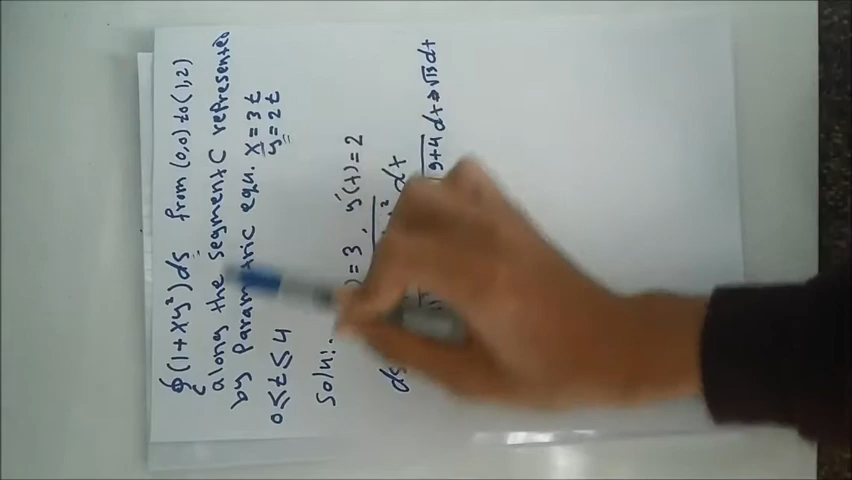 ∮c (1+xy²)ds from (0,0) to (1,2)
along the segment C represented
by Parametric equ. x=3t
y=2t
0≤t≤4
Soln:.
=3, y'(t)=2
ds dt
9+4 dt ⇒ √13 dt